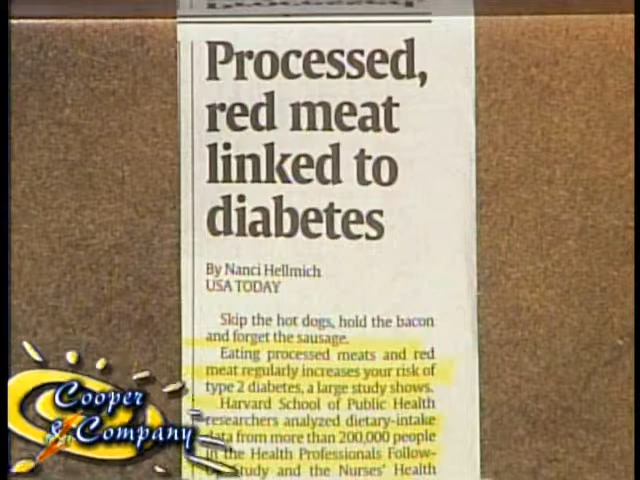 Processed,
red meat
linked to
diabetes
By Nanci Hellmich
USA TODAY
Skip the hot dogs, hold the bacon
and forget the sausage.
Eating processed meats and red
meat regularly increases your risk of
type 2 diabetes, a large study shows.
Harvard School of Public Health
researchers analyzed dietary-intake
data from more than 200,000 people
in the Health Professionals Follow-
study and the Nurses' Health
Cooper
& Company